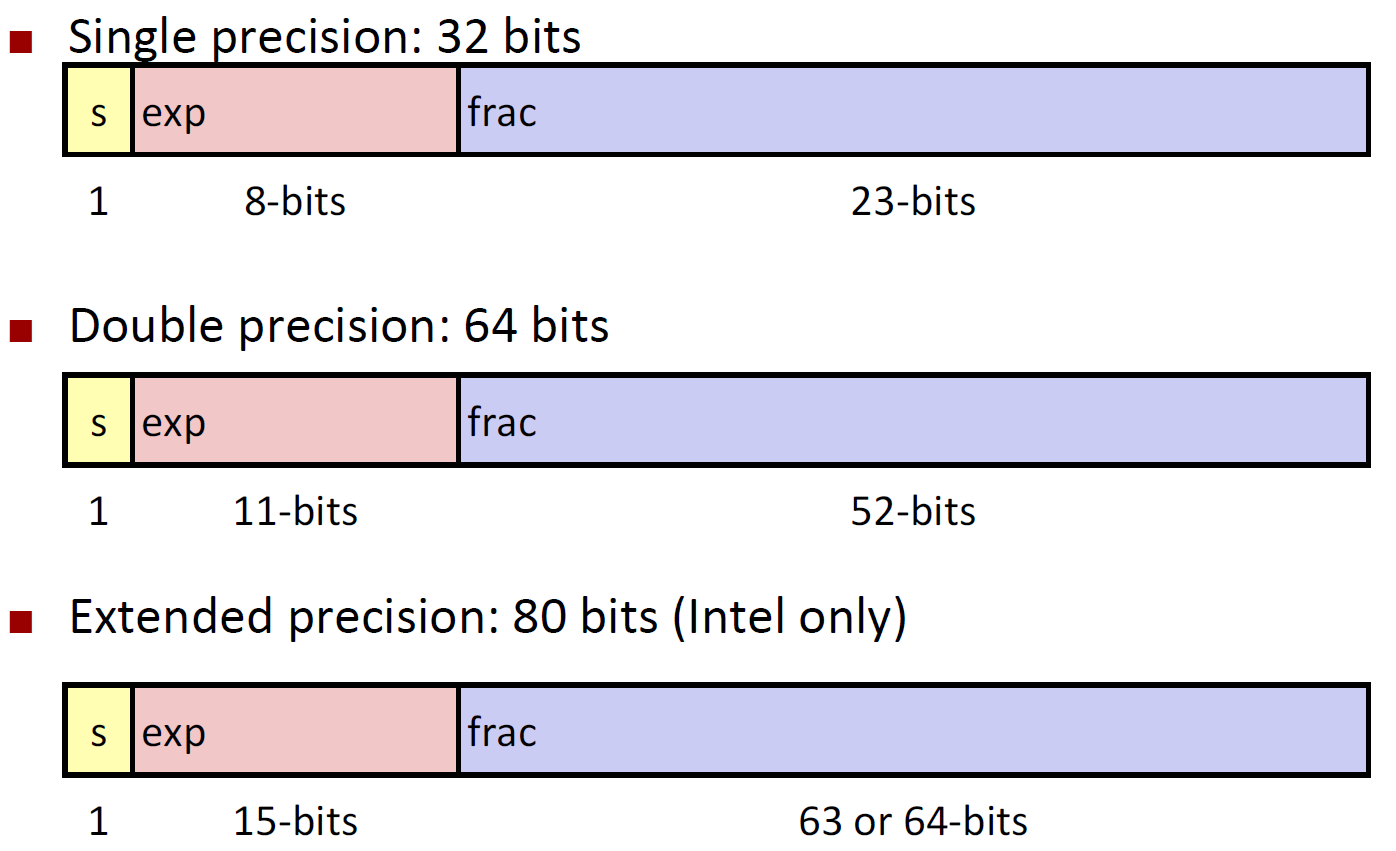 Single precision: 32 bits
s exp frac
1 8-bits 23-bits
Double precision: 64 bits
s exp frac
1 11-bits 52-bits
Extended precision: 80 bits (Intel only)
s exp frac
1 15-bits 63 or 64-bits